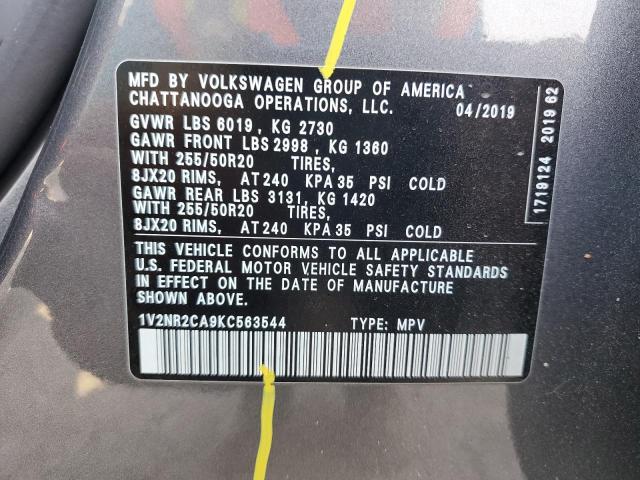 MFD BY VOLKSWAGEN GROUP OF AMERICA
CHATTANOOGA OPERATIONS, LLC. 04/2019
GVWR LBS 6019, KG 2730
GAWR FRONT LBS 2998, KG 1360
WITH 255/50R20 TIRES,
8JX20 RIMS, AT 240 KPA 35 PSI COLD
GAWR REAR LBS 3131, KG 1420
WITH 255/50R20 TIRES,
8JX20 RIMS, AT 240 KPA 35 PSI COLD
THIS VEHICLE CONFORMS TO ALL APPLICABLE
U.S. FEDERAL MOTOR VEHICLE SAFETY STANDARDS
IN EFFECT ON THE DATE OF MANUFACTURE
SHOWN ABOVE.
1V2NR2CA9KC563544 TYPE: MPV
1719124 2019 62